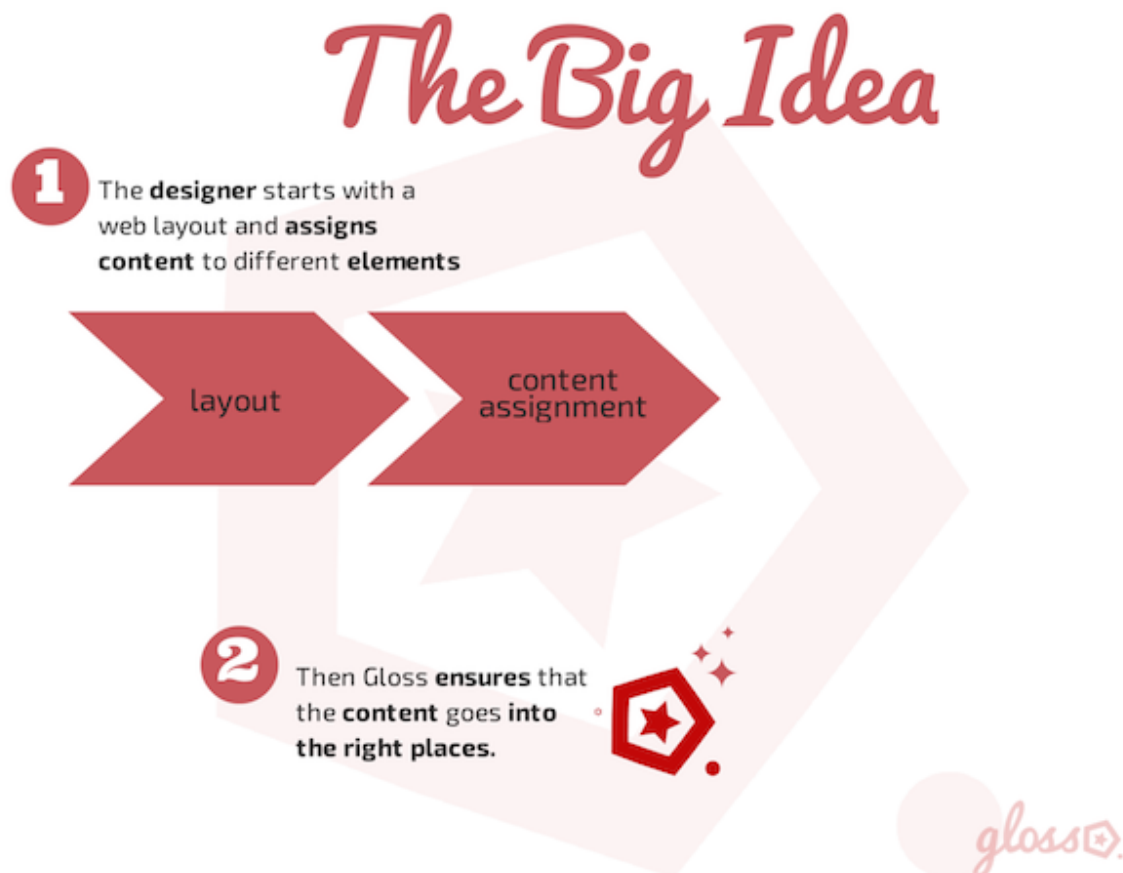 The Big Idea
1
The designer starts with a
web layout and assigns
content to different elements
layout
content
assignment
2
Then Gloss ensures that
the content goes into
the right places.
gloss